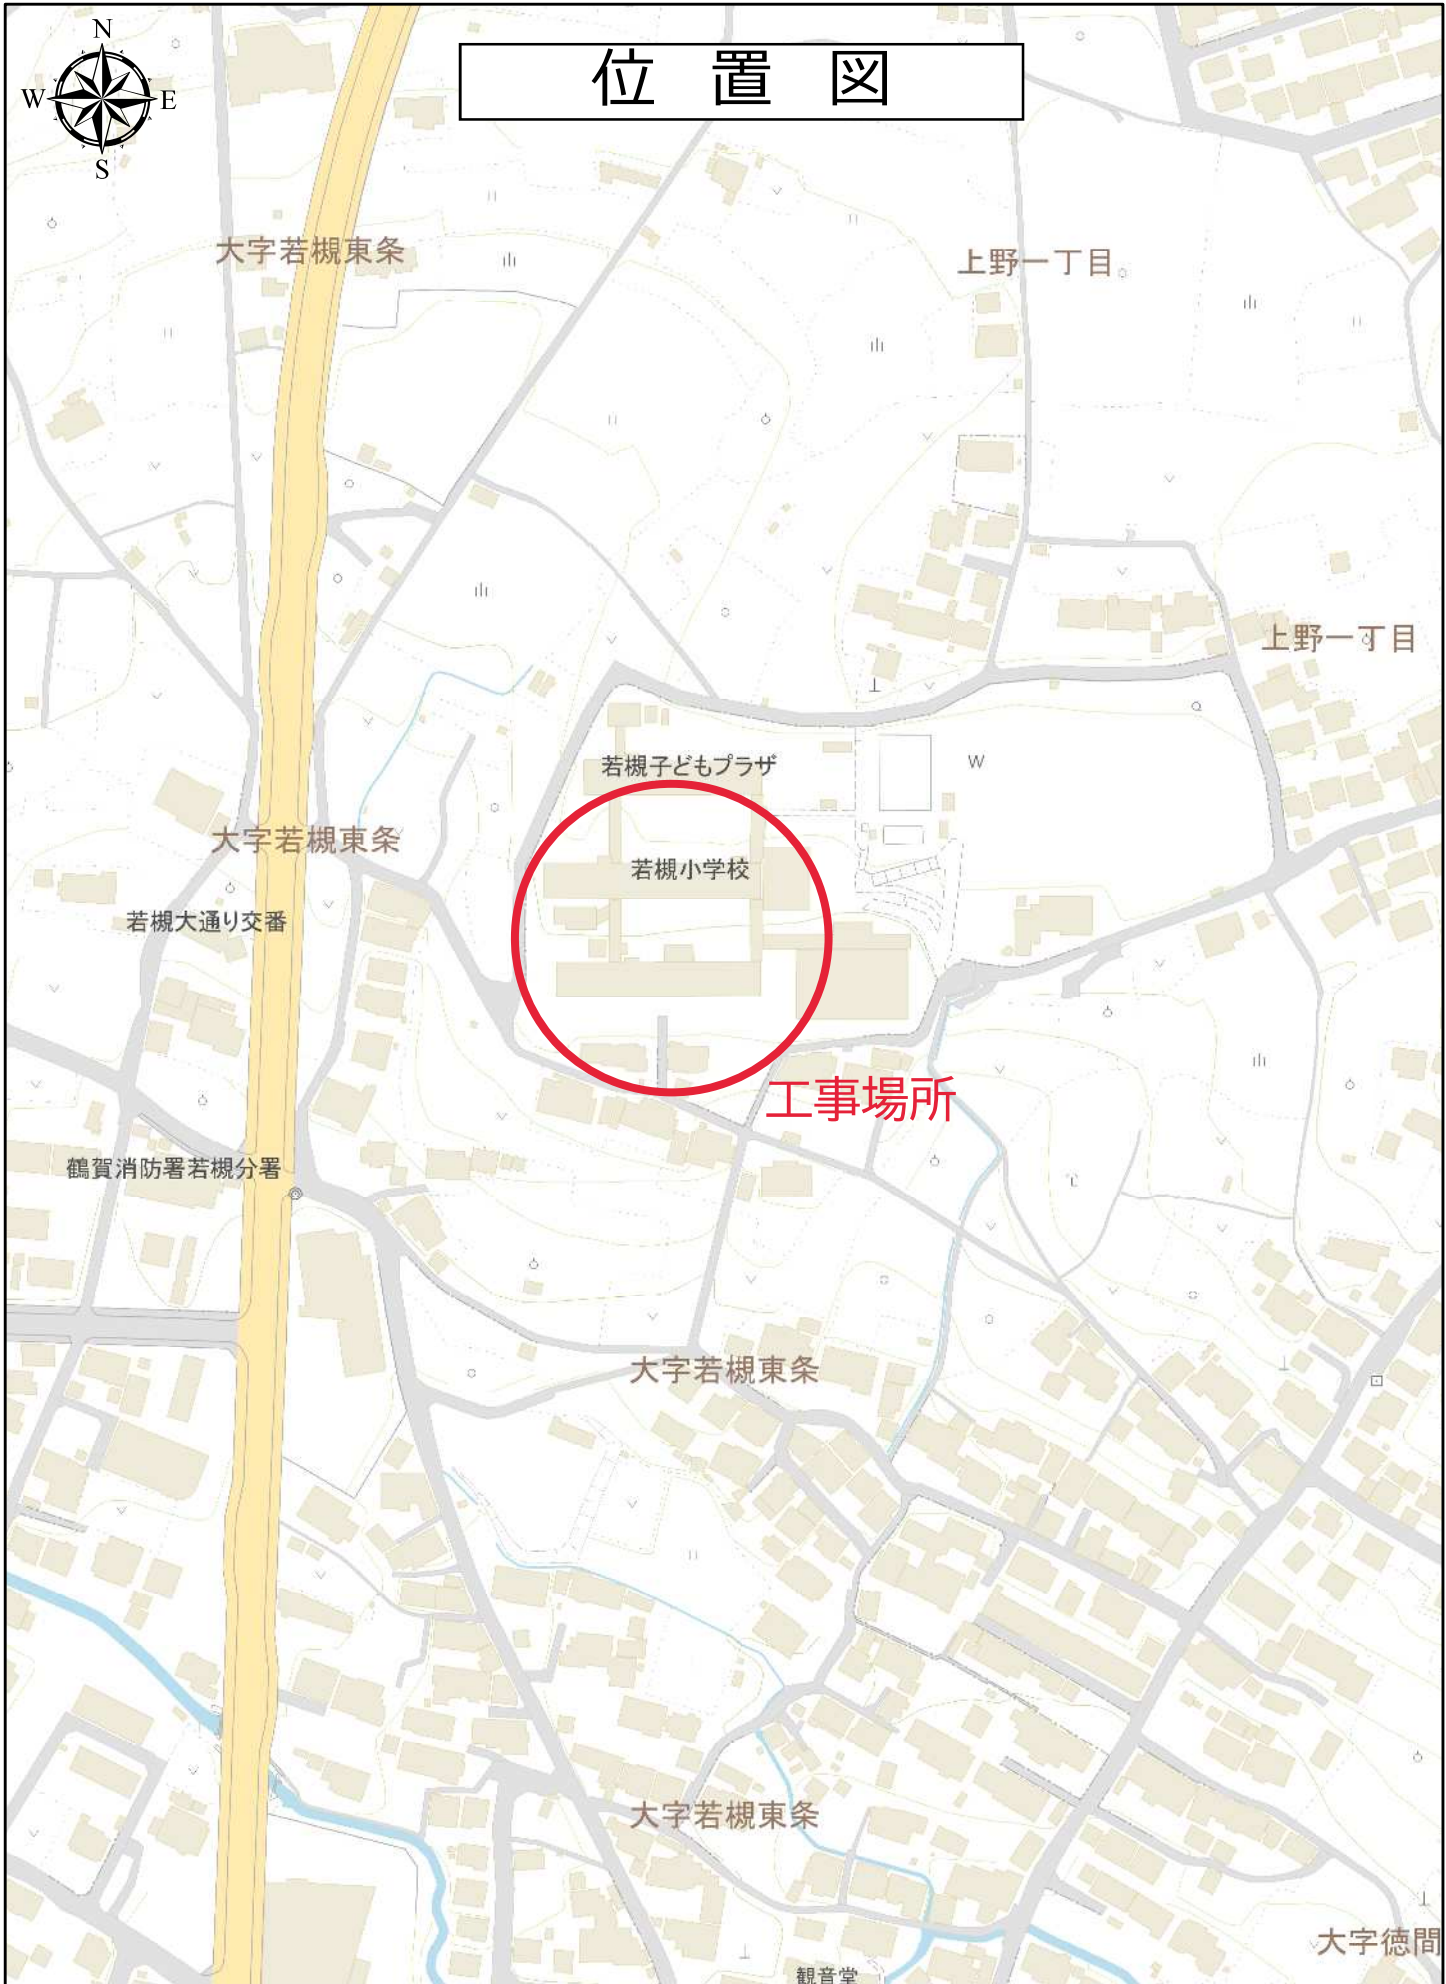 N
位置図
W E
S
大字若槻東条
上野一丁目
上野一丁目
若槻子どもプラザ
W
大字若槻東条
若槻小学校
若槻大通り交番
工事場所
鶴賀消防署若槻分署
大字若槻東条
大字若槻東条
大字徳間
観音堂